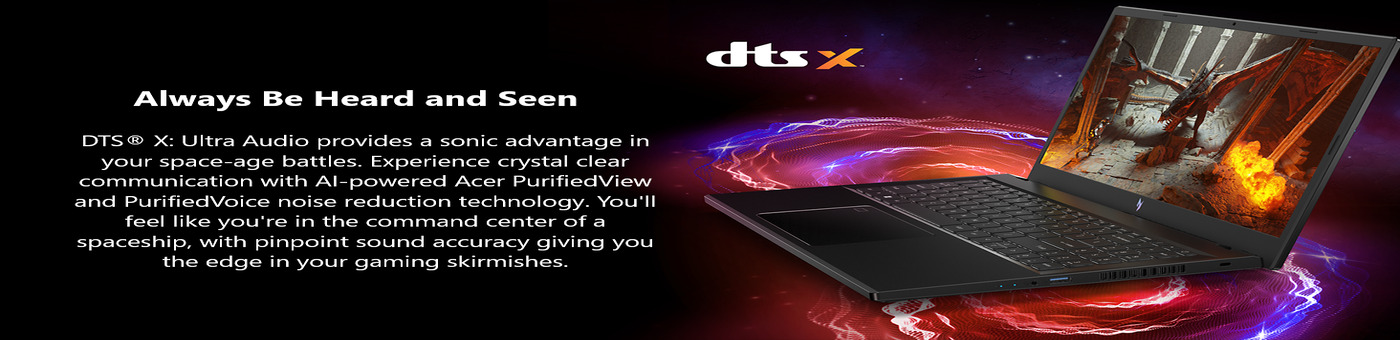 dts X
Always Be Heard and Seen
DTS® X: Ultra Audio provides a sonic advantage in
your space-age battles. Experience crystal clear
communication with AI-powered Acer PurifiedView
and PurifiedVoice noise reduction technology. You'll
feel like you're in the command center of a
spaceship, with pinpoint sound accuracy giving you
the edge in your gaming skirmishes.